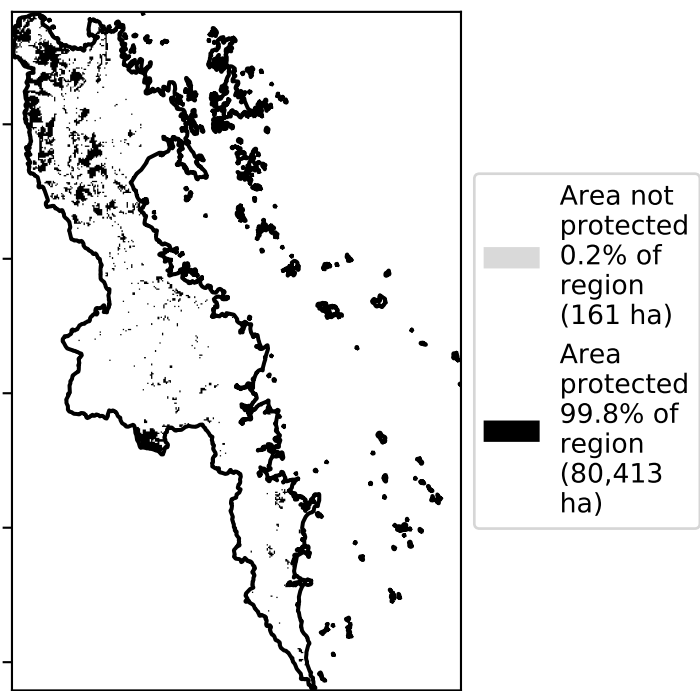 Area not
protected
0.2% of
region
(161 ha)
Area
protected
99.8% of
region
(80,413
ha)